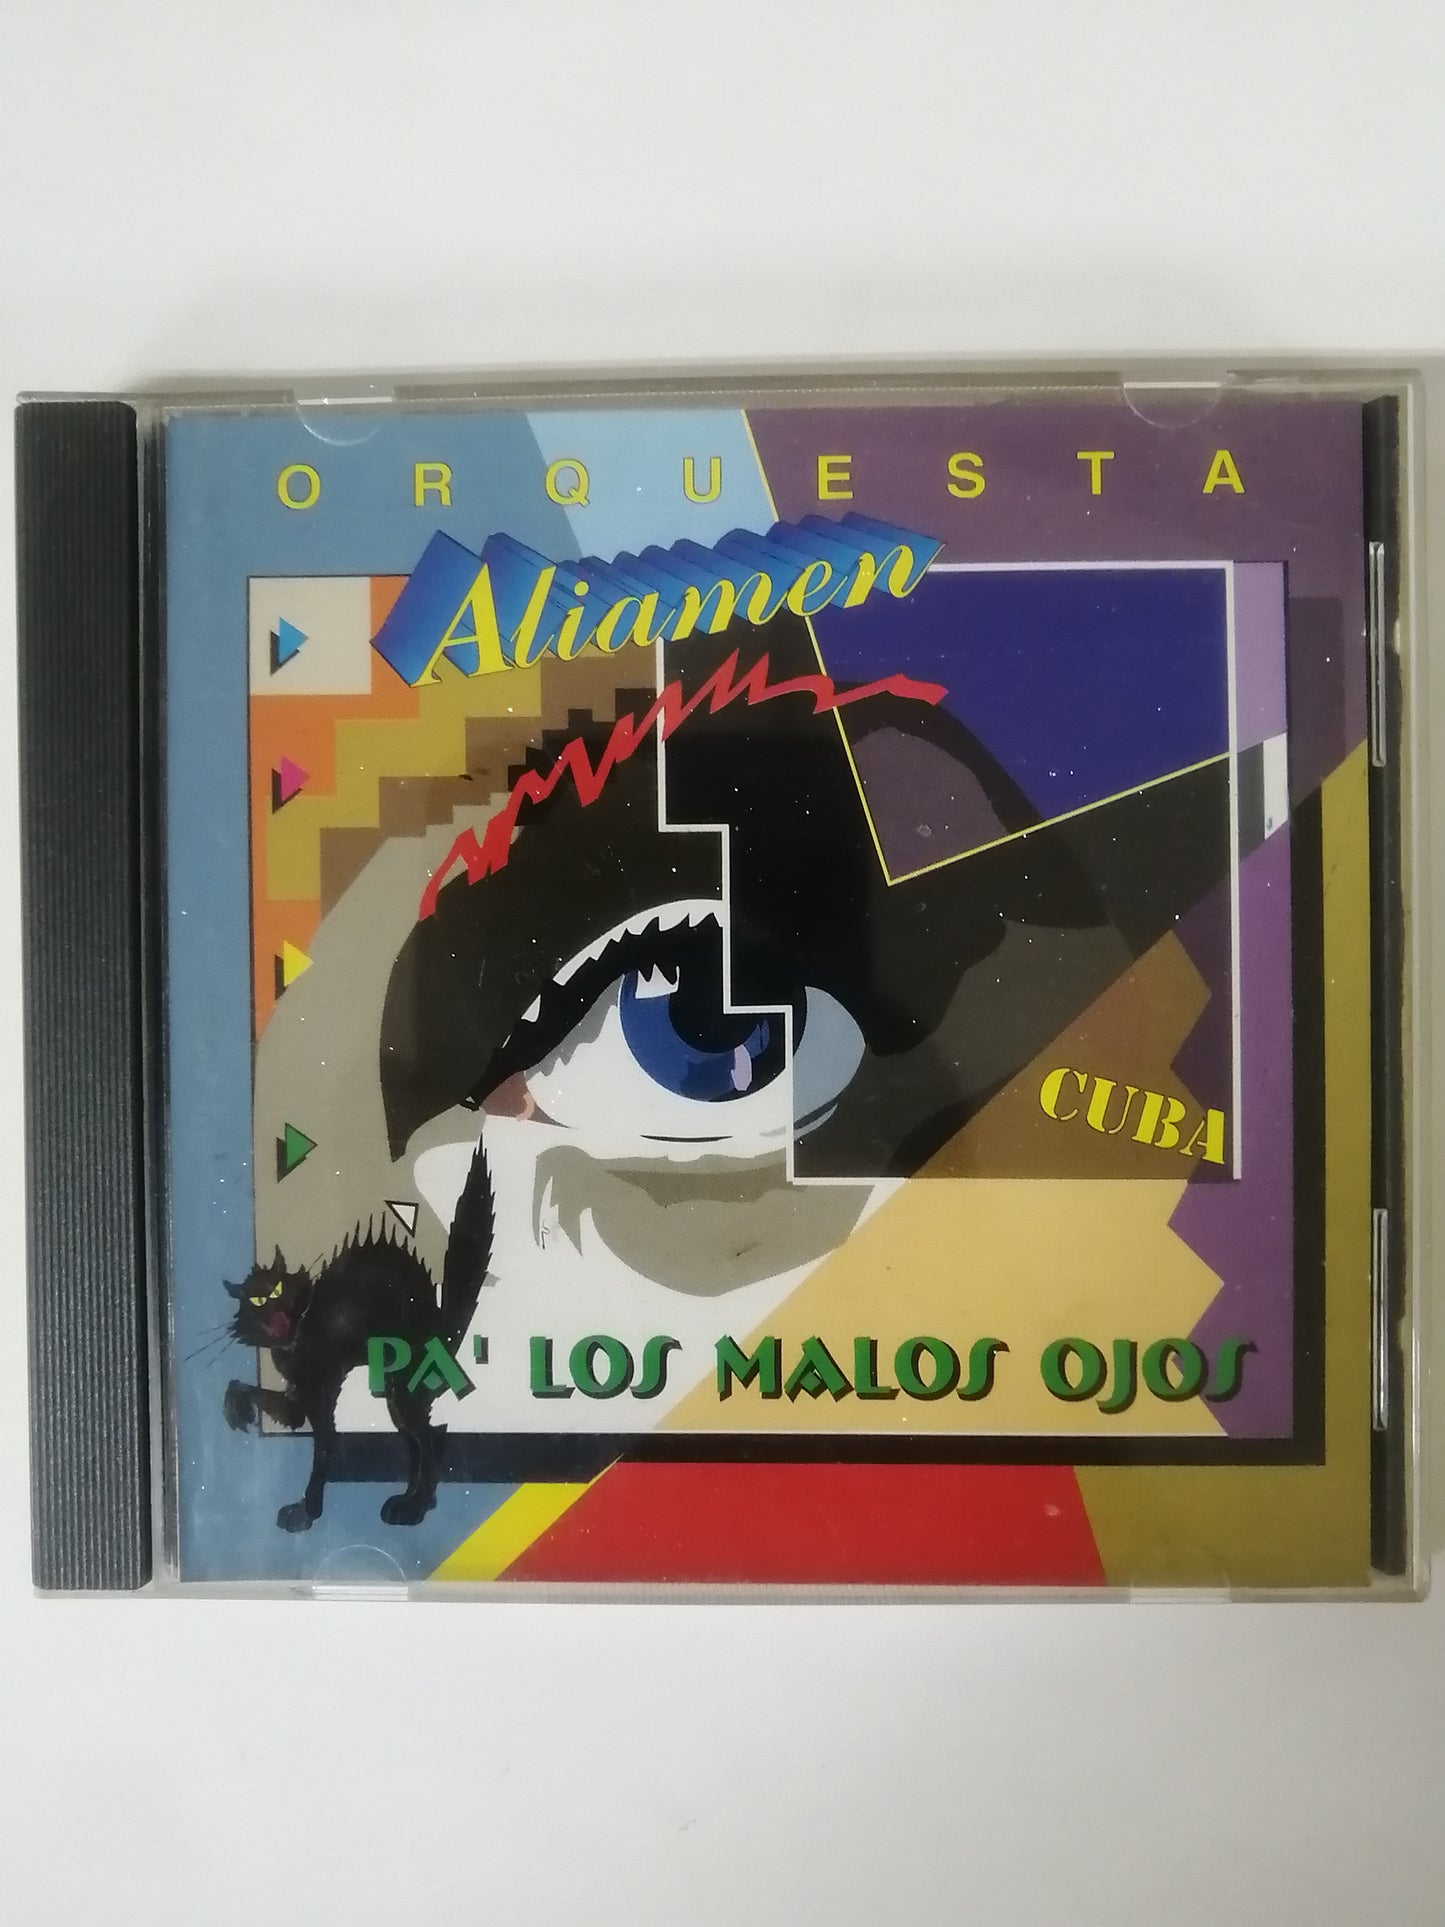 ORQUESTA
Aliamen
CUBA
PA' LOS MALOS OJOS